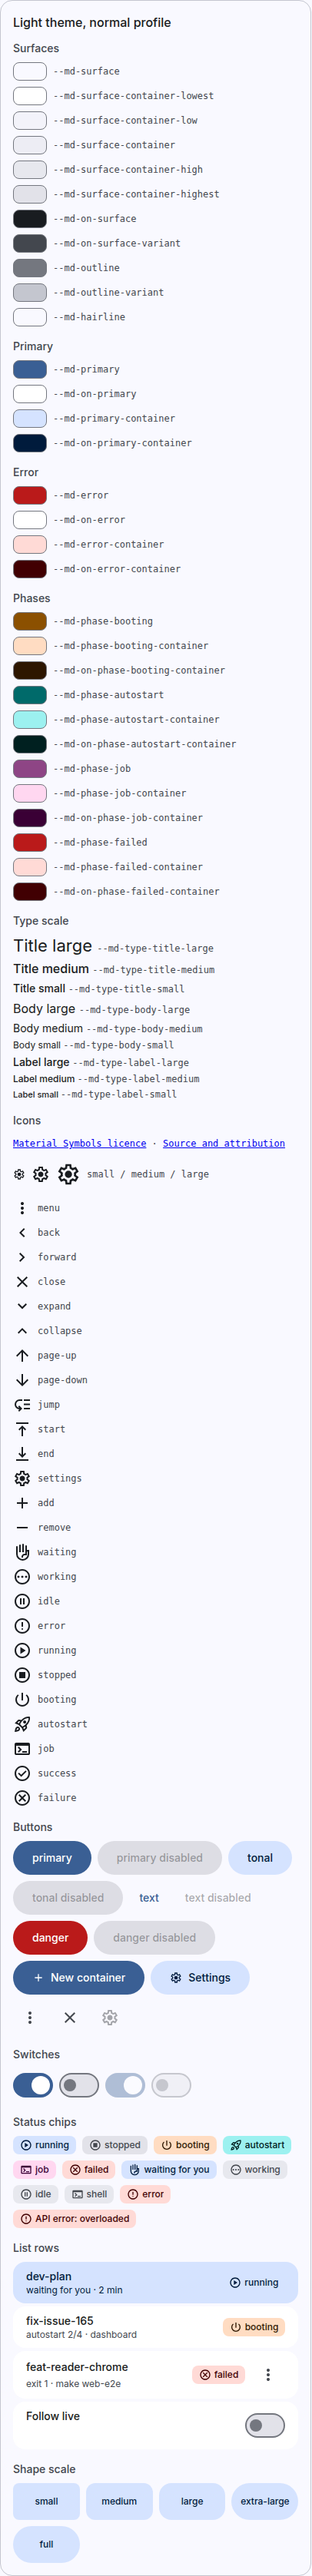 Light theme, normal profile
Surfaces
--md-surface
--md-surface-container-lowest
--md-surface-container-low
--md-surface-container
--md-surface-container-high
--md-surface-container-highest
--md-on-surface
--md-on-surface-variant
--md-outline
--md-outline-variant
--md-hairline
Primary
--md-primary
--md-on-primary
--md-primary-container
--md-on-primary-container
Error
--md-error
--md-on-error
--md-error-container
--md-on-error-container
Phases
--md-phase-booting
--md-phase-booting-container
--md-on-phase-booting-container
--md-phase-autostart
--md-phase-autostart-container
--md-on-phase-autostart-container
--md-phase-job
--md-phase-job-container
--md-on-phase-job-container
--md-phase-failed
--md-phase-failed-container
--md-on-phase-failed-container
Type scale
Title large --md-type-title-large
Title medium --md-type-title-medium
Title small --md-type-title-small
Body large --md-type-body-large
Body medium --md-type-body-medium
Body small --md-type-body-small
Label large --md-type-label-large
Label medium --md-type-label-medium
Label small --md-type-label-small
Icons
Material Symbols licence · Source and attribution
small / medium / large
menu
back
forward
close
expand
collapse
page-up
page-down
jump
start
end
settings
add
remove
waiting
working
idle
error
running
stopped
booting
autostart
job
success
failure
Buttons
primary primary disabled tonal
tonal disabled text text disabled
danger danger disabled
New container Settings
Switches
Status chips
running stopped booting autostart
job failed waiting for you working
idle shell error
API error: overloaded
List rows
dev-plan
waiting for you · 2 min
running
fix-issue-165
autostart 2/4 · dashboard
booting
feat-reader-chrome
exit 1 · make web-e2e
failed
Follow live
Shape scale
small medium large extra-large
full